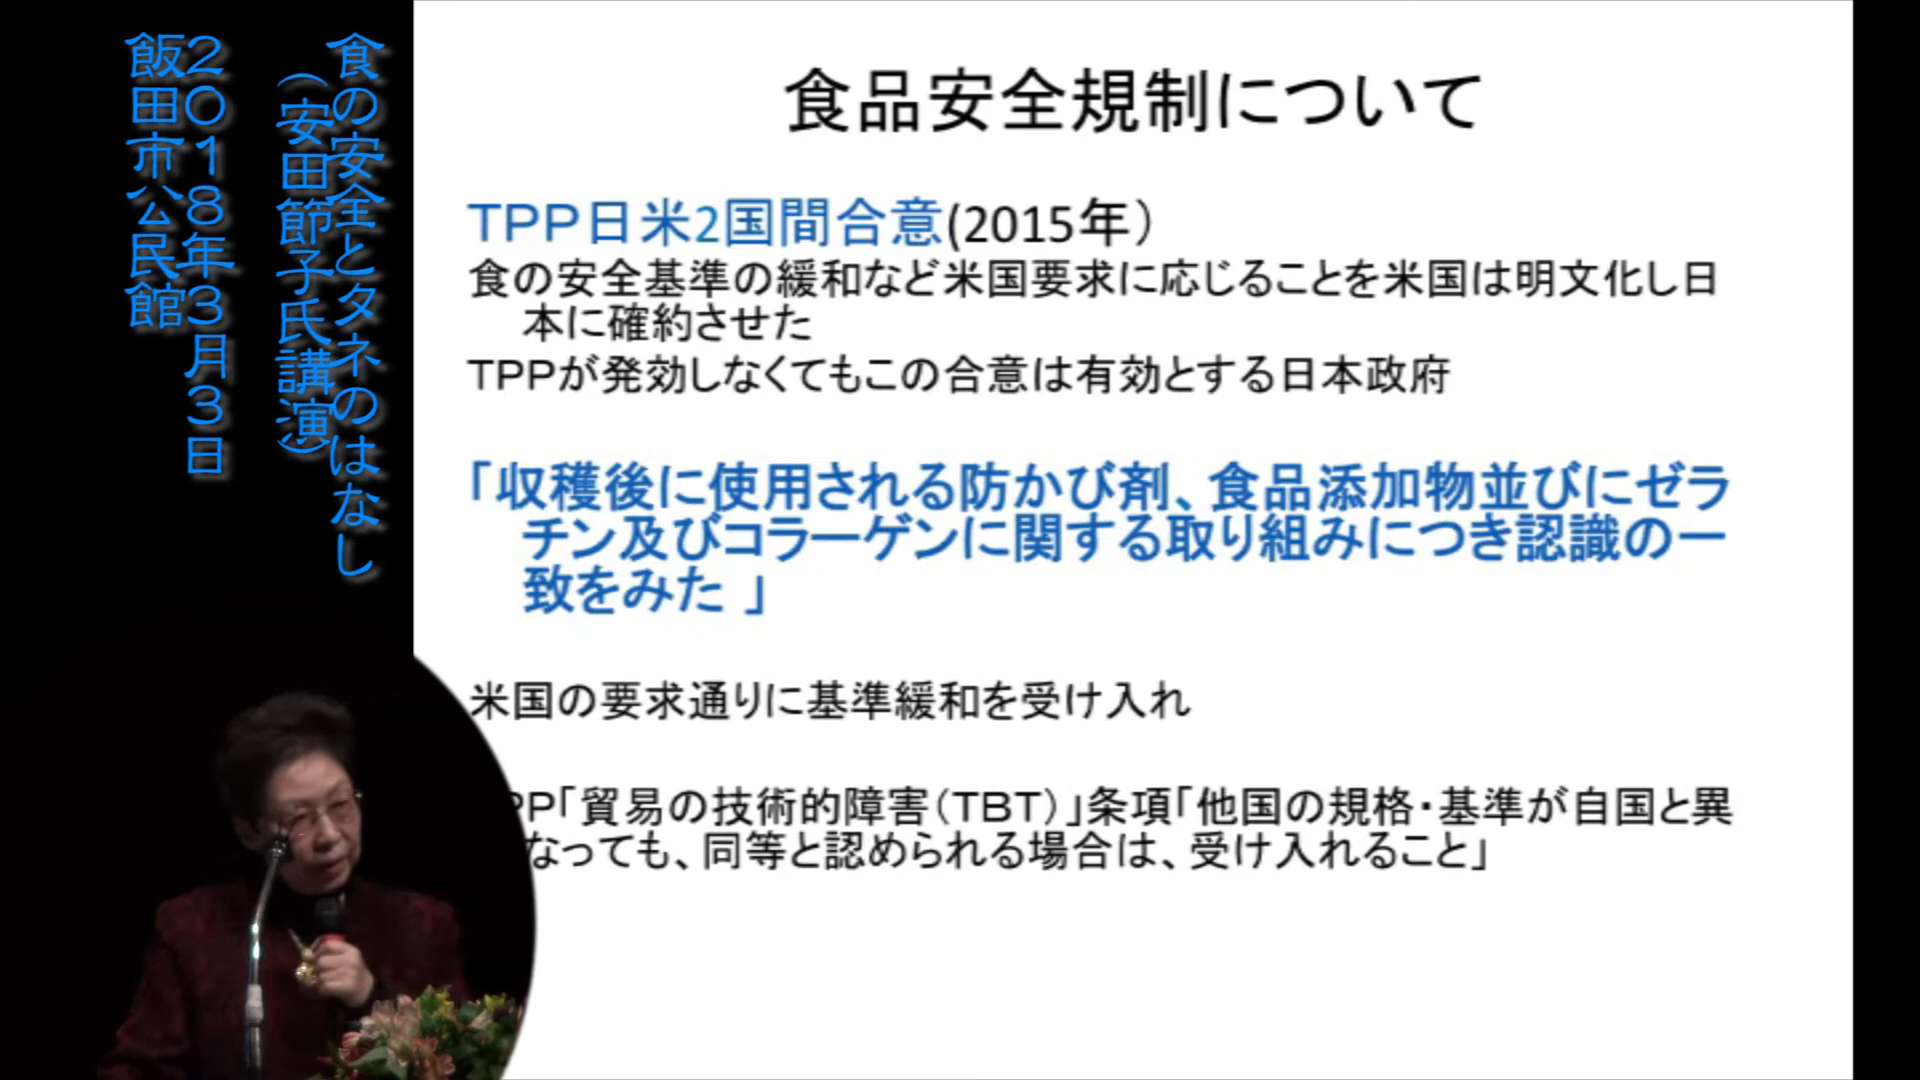 食の安全とタネのはなし
（安田節子氏講演）
２０１８年３月３日
飯田市公民館
食品安全規制について
TPP日米2国間合意(2015年）
食の安全基準の緩和など米国要求に応じることを米国は明文化し日
本に確約させた
TPPが発効しなくてもこの合意は有効とする日本政府
「収穫後に使用される防かび剤、食品添加物並びにゼラ
チン及びコラーゲンに関する取り組みにつき認識の一
致をみた 」
米国の要求通りに基準緩和を受け入れ
PP「貿易の技術的障害（TBT）」条項「他国の規格・基準が自国と異
なっても、同等と認められる場合は、受け入れること」